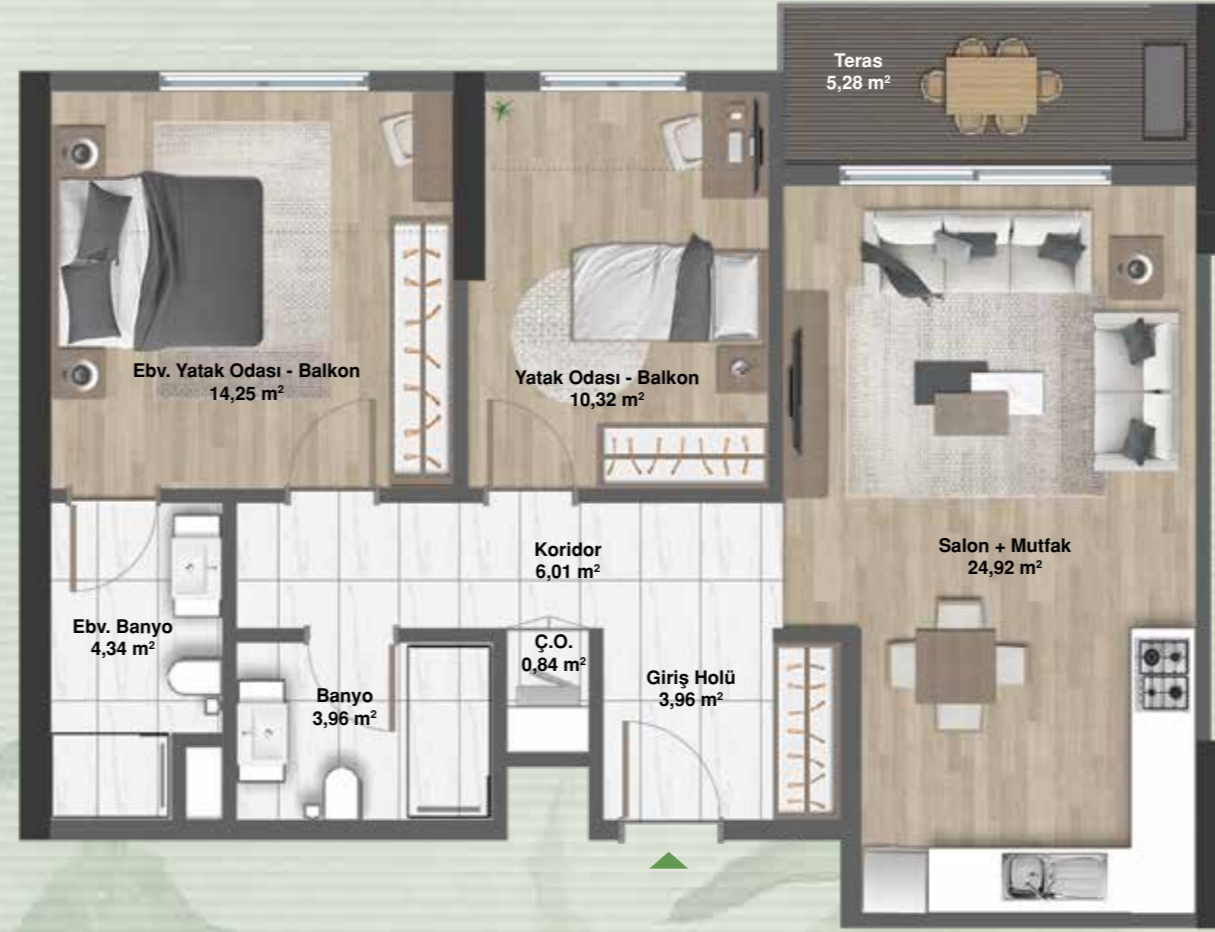 Teras
5,28 m²
Ebv. Yatak Odası - Balkon
14,25 m²
Yatak Odası - Balkon
10,32 m²
Koridor
6,01 m²
Salon + Mutfak
24,92 m²
Ebv. Banyo
4,34 m²
Banyo
3,96 m²
Ç.O.
0,84 m²
Giriş Holü
3,96 m²